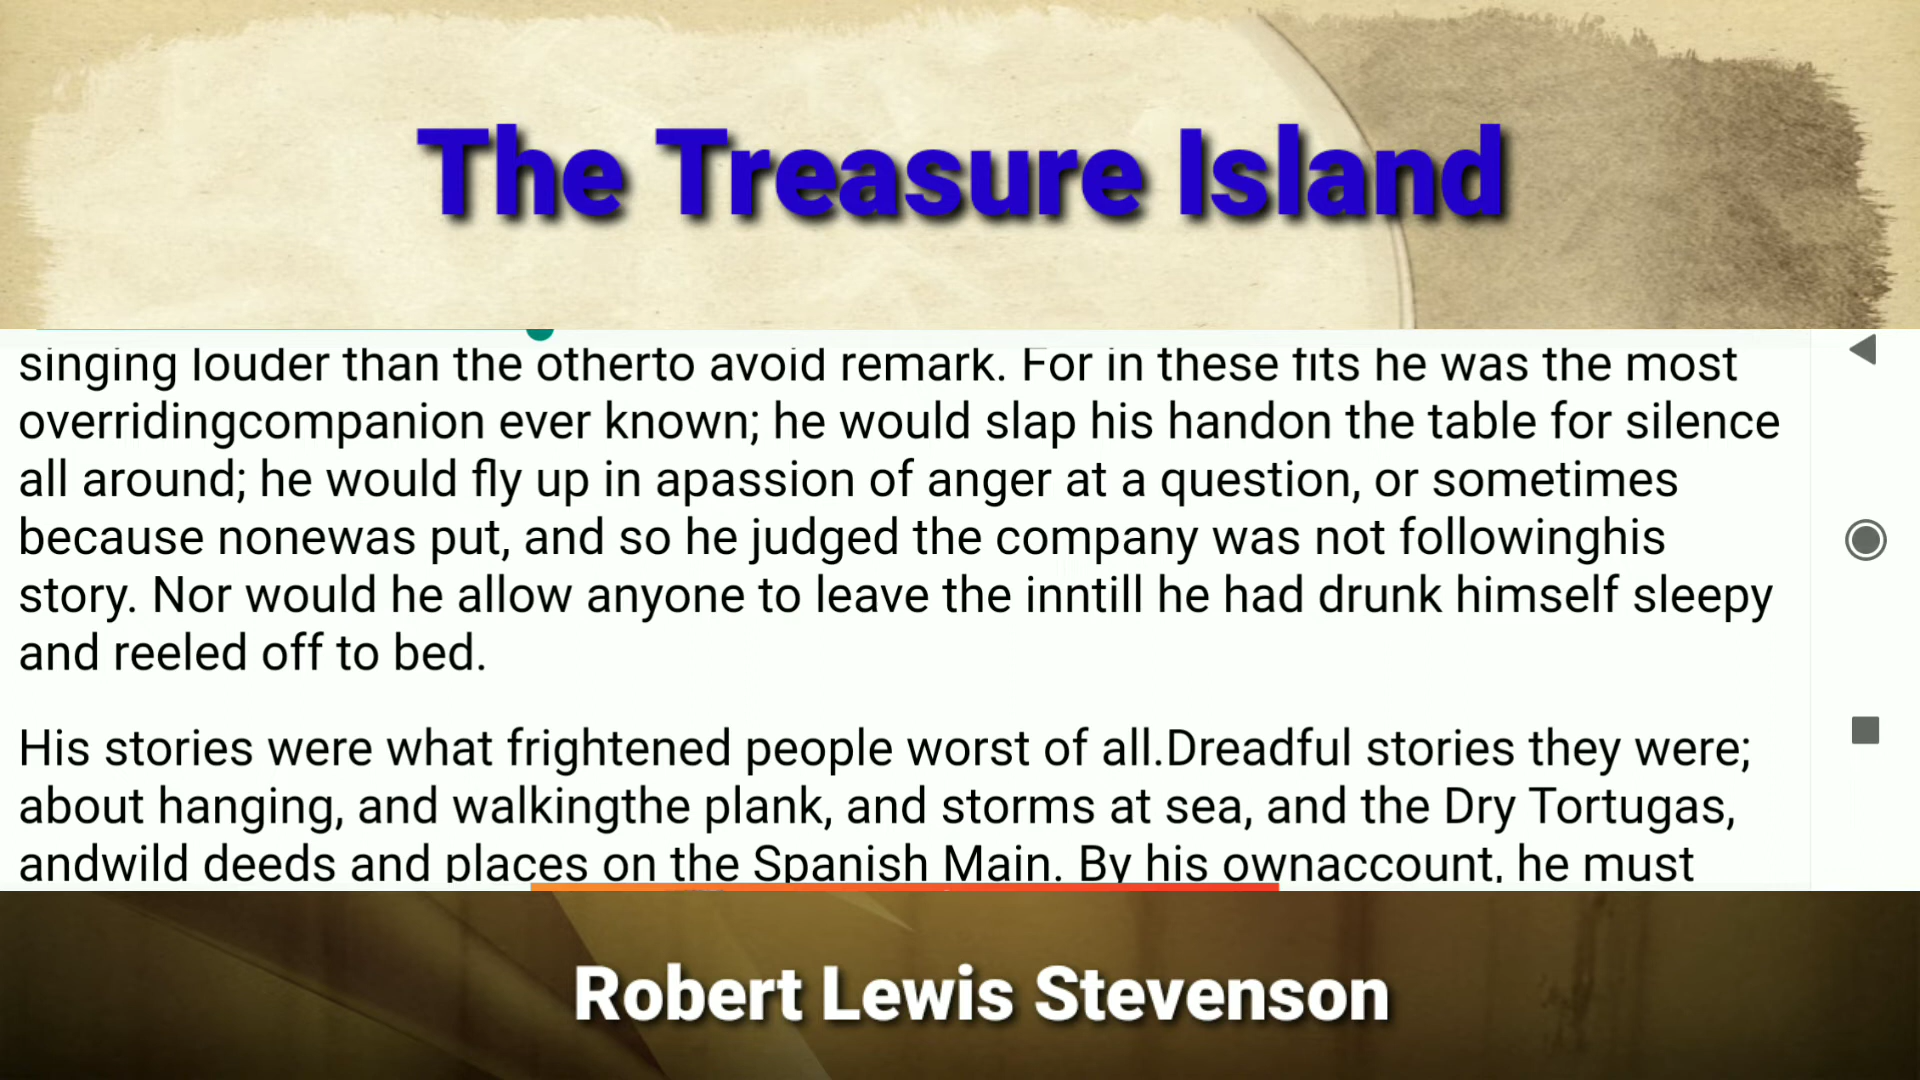 The Treasure Island
singing louder than the otherto avoid remark. For in these fits he was the most
overridingcompanion ever known; he would slap his handon the table for silence
all around; he would fly up in apassion of anger at a question, or sometimes
because nonewas put, and so he judged the company was not followinghis
story. Nor would he allow anyone to leave the inntill he had drunk himself sleepy
and reeled off to bed.
His stories were what frightened people worst of all.Dreadful stories they were;
about hanging, and walkingthe plank, and storms at sea, and the Dry Tortugas,
andwild deeds and places on the Spanish Main. By his ownaccount, he must
Robert Lewis Stevenson